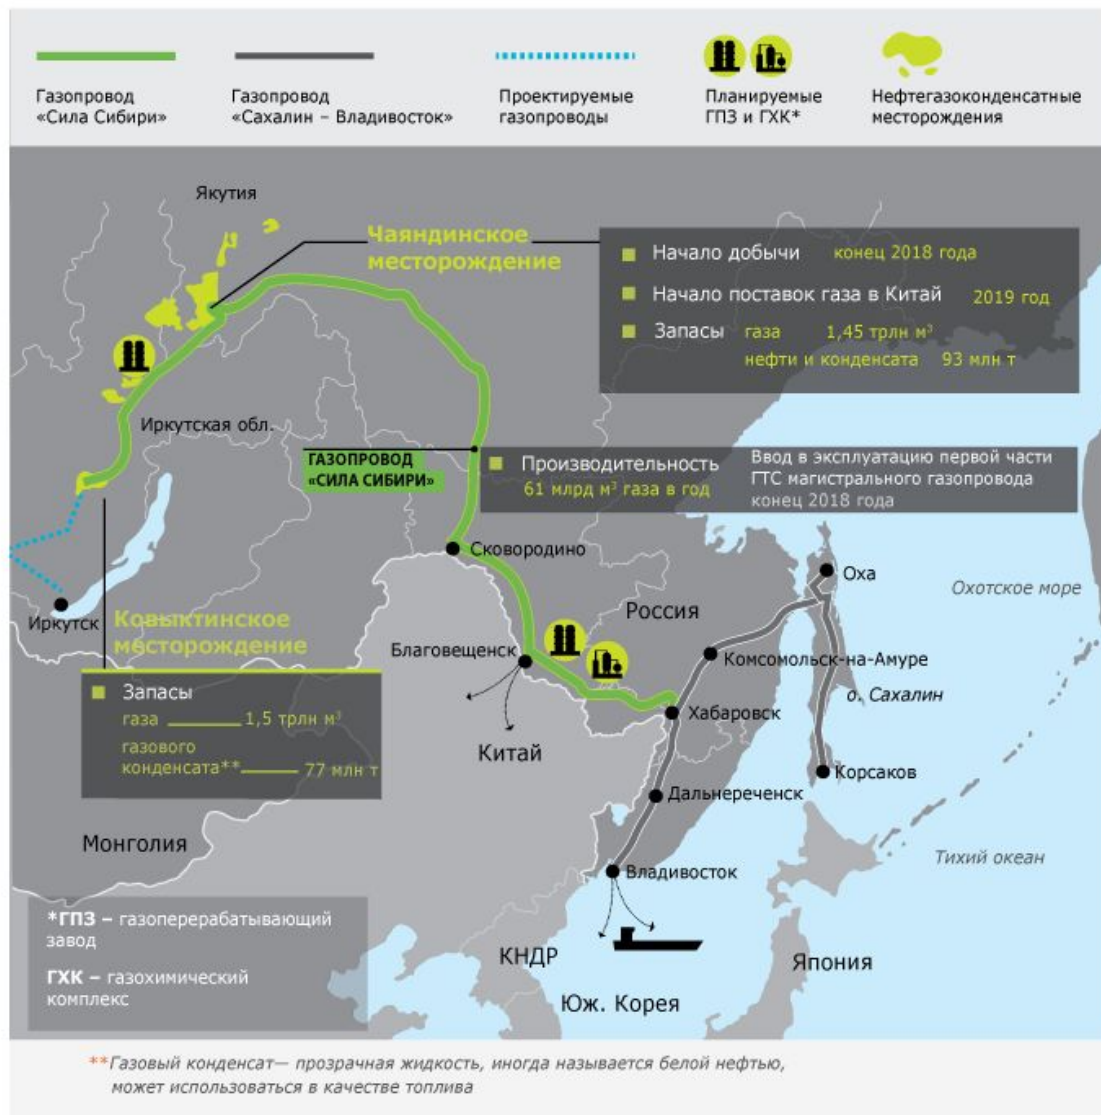 Газопровод
«Сила Сибири»
Газопровод
«Сахалин – Владивосток»
Проектируемые
газопроводы
Планируемые
ГПЗ и ГХК*
Нефтегазоконденсатные
месторождения
Якутия
Чаяндинское
месторождение
Начало добычи конец 2018 года
Начало поставок газа в Китай 2019 год
Запасы газа 1,45 трлн м³
нефти и конденсата 93 млн т
Иркутская обл.
ГАЗОПРОВОД
«СИЛА СИБИРИ»
Производительность
61 млрд м³ газа в год
Ввод в эксплуатацию первой части
ГТС магистрального газопровода
конец 2018 года
Сковородино
Оха
Охотское море
Иркутск
Ковыктинское
месторождение
Россия
Благовещенск
Комсомольск-на-Амуре
о. Сахалин
Запасы
газа 1,5 трлн м³
газового
конденсата** 77 млн т
Хабаровск
Китай
Корсаков
Дальнереченск
Монголия
Тихий океан
Владивосток
*ГПЗ – газоперерабатывающий
завод
ГХК – газохимический
комплекс
КНДР
Япония
Юж. Корея
**Газовый конденсат— прозрачная жидкость, иногда называется белой нефтью,
может использоваться в качестве топлива